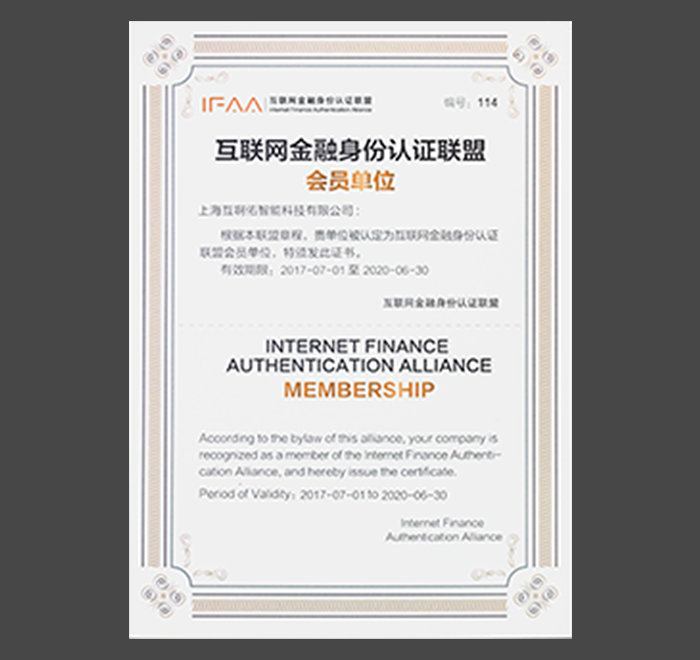 IFAA 互联网金融身份认证联盟
Internet Finance Authentication Alliance
编号：114
互联网金融身份认证联盟
会员单位
上海互啊佑智能科技有限公司：
根据本联盟章程，贵单位被认定为互联网金融身份认证
联盟会员单位，特颁发此证书。
有效期限：2017-07-01 至 2020-06-30
互联网金融身份认证联盟
INTERNET FINANCE
AUTHENTICATION ALLIANCE
MEMBERSHIP
According to the bylaw of this alliance, your company is
recognized as a member of the Internet Finance Authenti-
cation Alliance, and hereby issue the certificate.
Period of Validity: 2017-07-01 to 2020-06-30
Internet Finance
Authentication Alliance